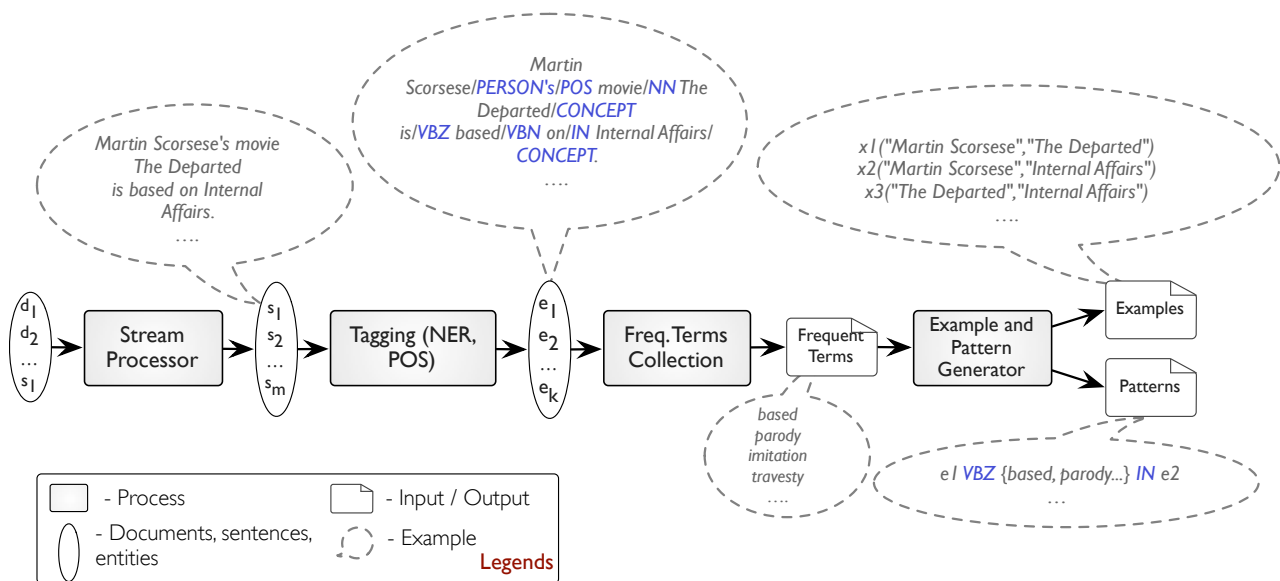 Martin
Scorsese/PERSON's/POS movie/NN The
Departed/CONCEPT
is/VBZ based/VBN on/IN Internal Affairs/
CONCEPT.
....
Martin Scorsese's movie
The Departed
is based on Internal
Affairs.
....
x1("Martin Scorsese","The Departed")
x2("Martin Scorsese","Internal Affairs")
x3("The Departed","Internal Affairs")
....
d1
d2
...
s1
Stream
Processor
s1
s2
...
sm
Tagging (NER,
POS)
e1
e2
...
ek
Freq. Terms
Collection
Frequent
Terms
Example and
Pattern
Generator
Examples
Patterns
based
parody
imitation
travesty
....
e1 VBZ {based, parody...} IN e2
...
- Process
- Input / Output
- Documents, sentences,
entities
- Example
Legends